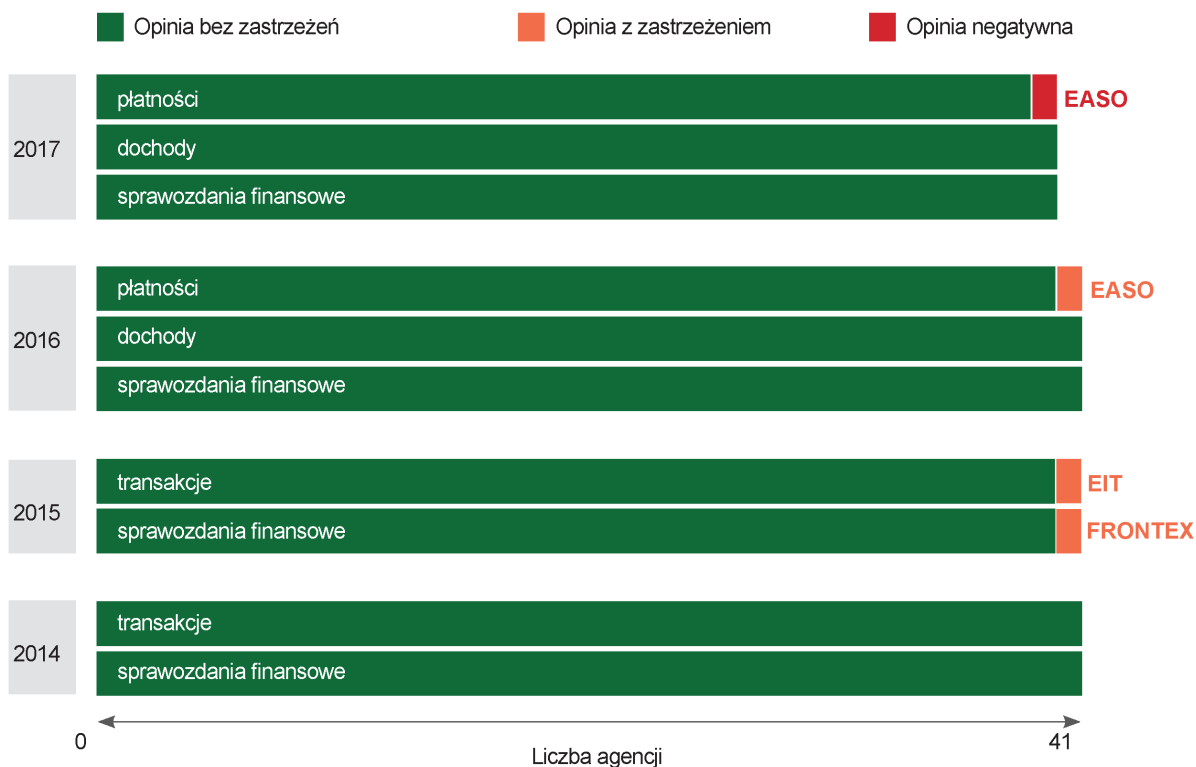 Opinia bez zastrzeżeń
Opinia z zastrzeżeniem
Opinia negatywna
2017
płatności
EASO
dochody
sprawozdania finansowe
2016
płatności
EASO
dochody
sprawozdania finansowe
2015
transakcje
EIT
sprawozdania finansowe
FRONTEX
2014
transakcje
sprawozdania finansowe
0
41
Liczba agencji